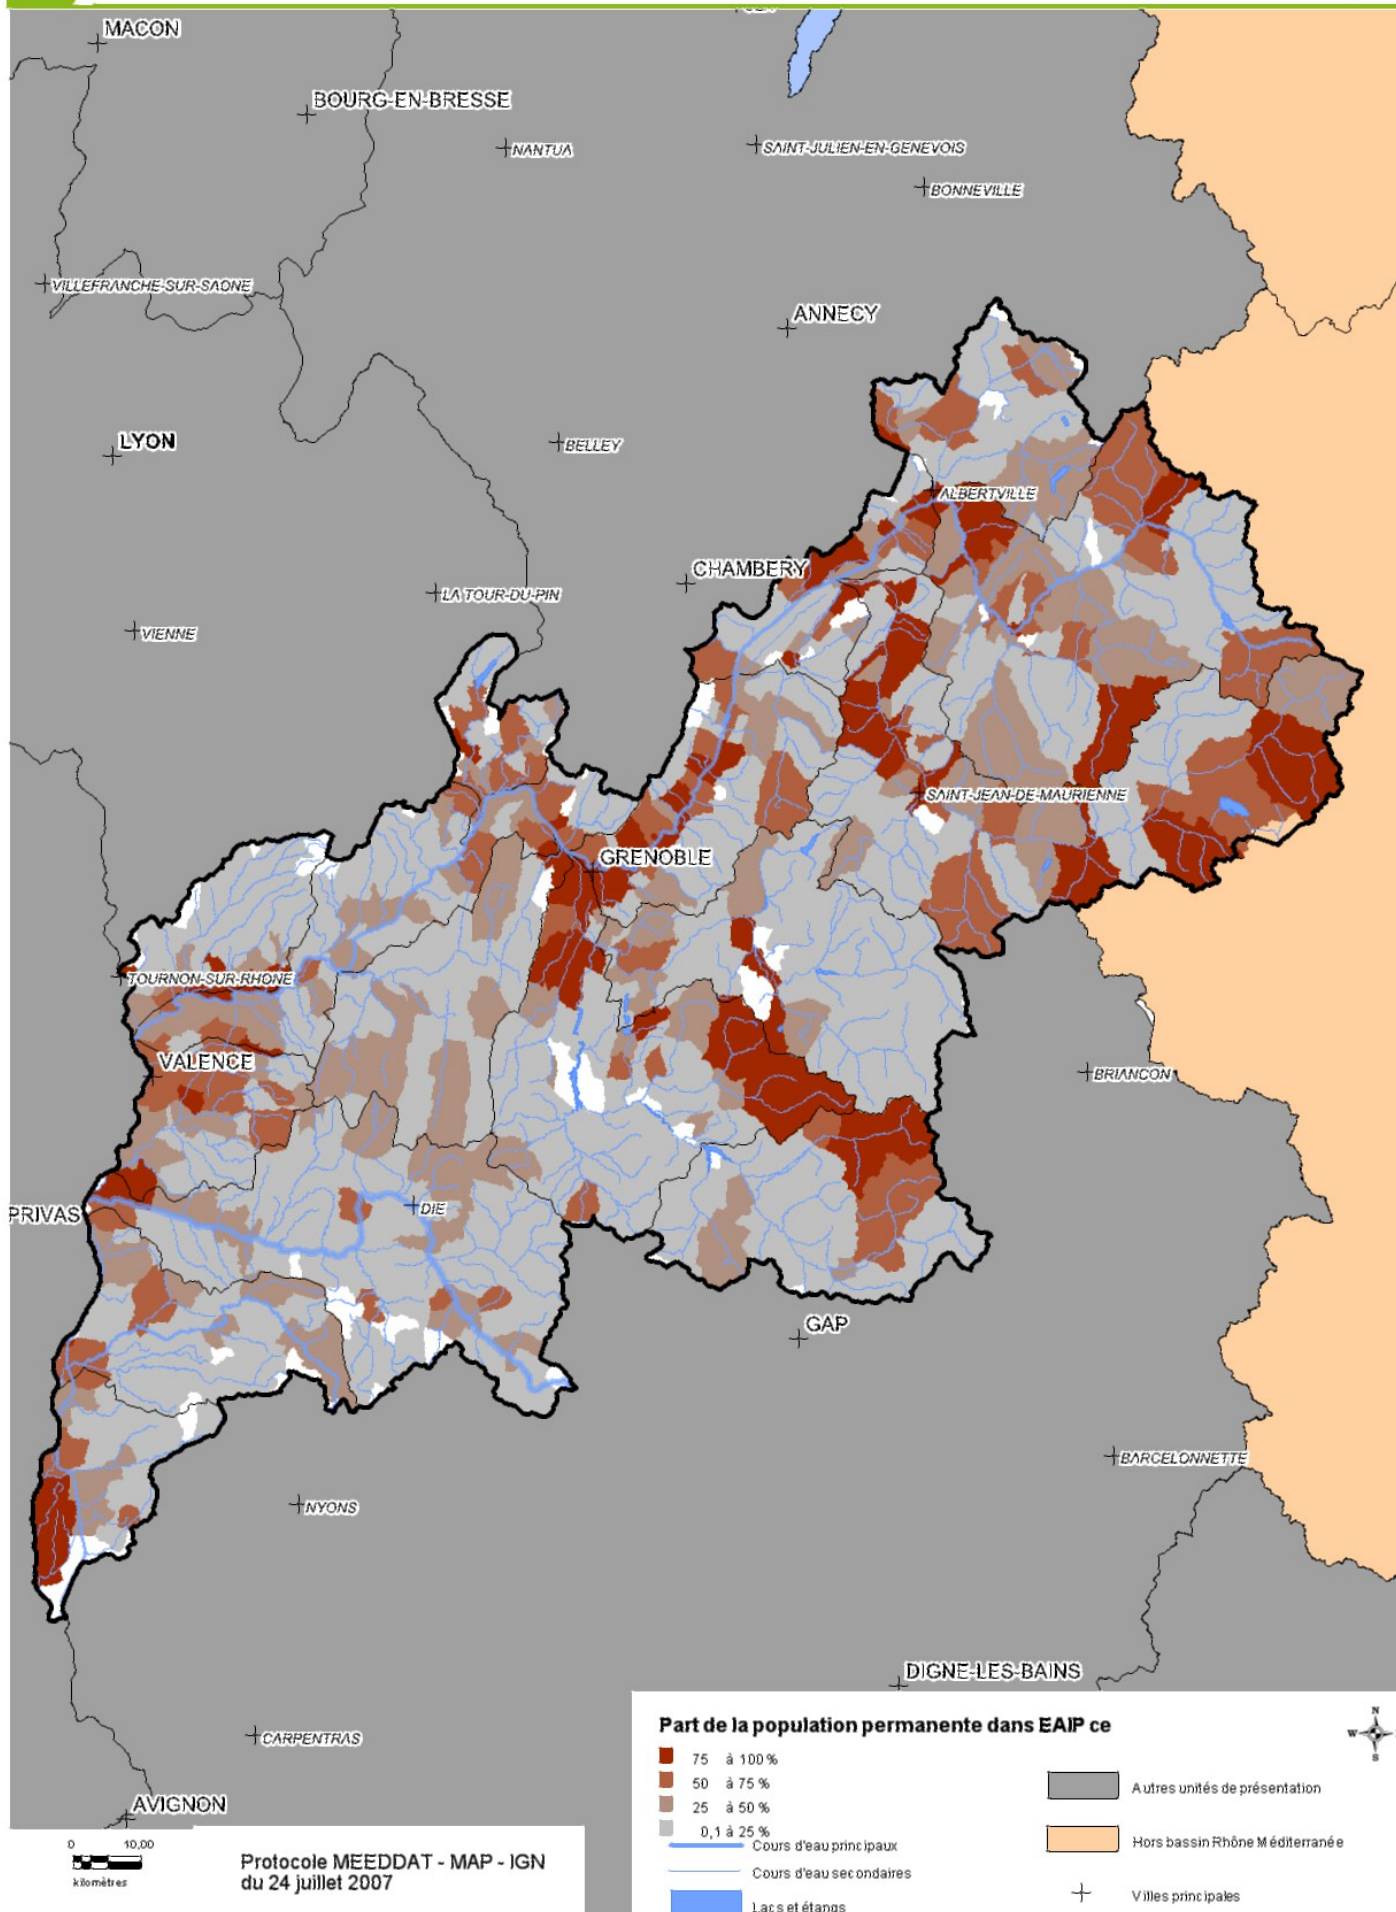 MACON
BOURG-EN-BRESSE
NANTUA
SAINT-JULIEN-EN-GENEVOIS
BONNEVILLE
VILLEFRANCHE-SUR-SAONE
ANNECY
LYON
BELLEY
ALBERTVILLE
CHAMBERY
LA TOUR-DU-PIN
VIENNE
SAINT-JEAN-DE-MAURIENNE
GRENOBLE
TOURNON-SUR-RHONE
VALENCE
BRIANCON
PRIVAS
DIE
GAP
BARCELONNETTE
NYONS
DIGNE-LES-BAINS
CARPENTRAS
AVIGNON
0 10,00
kilomètres
Protocole MEEDDAT - MAP - IGN
du 24 juillet 2007
Part de la population permanente dans EAIP ce
75 à 100 %
50 à 75 %
25 à 50 %
0,1 à 25 %
Cours d'eau principaux
Cours d'eau secondaires
Lacs et étangs
Autres unités de présentation
Hors bassin Rhône Méditerranée
Villes principales
N
W
S